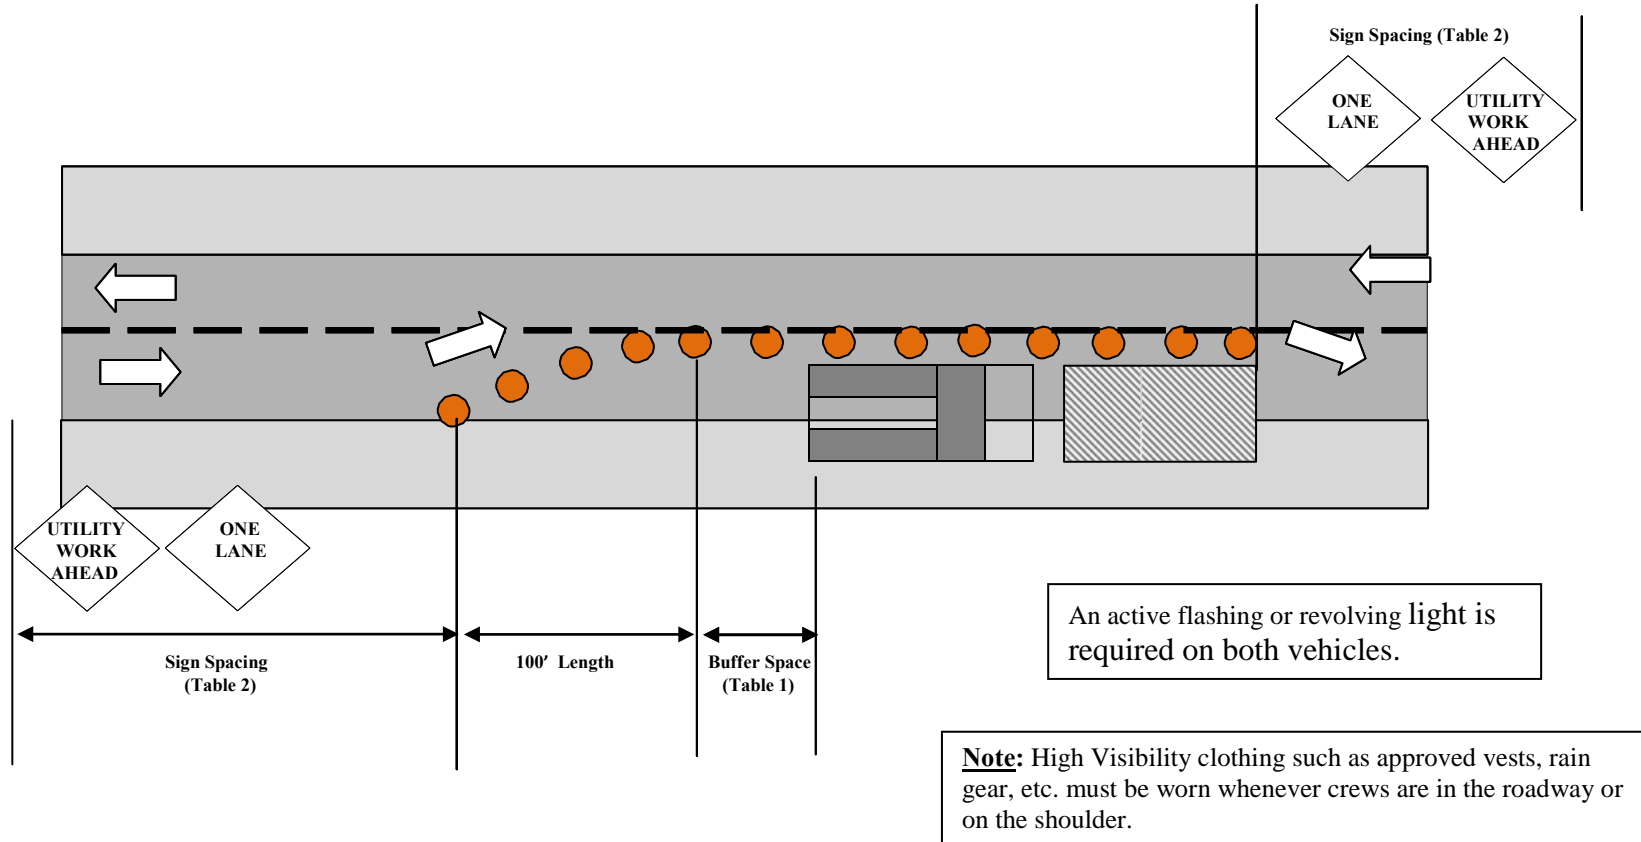 Sign Spacing (Table 2)
ONE
LANE
UTILITY
WORK
AHEAD
UTILITY
WORK
AHEAD
ONE
LANE
Sign Spacing
(Table 2)
100' Length
Buffer Space
(Table 1)
An active flashing or revolving light is
required on both vehicles.
Note: High Visibility clothing such as approved vests, rain
gear, etc. must be worn whenever crews are in the roadway or
on the shoulder.